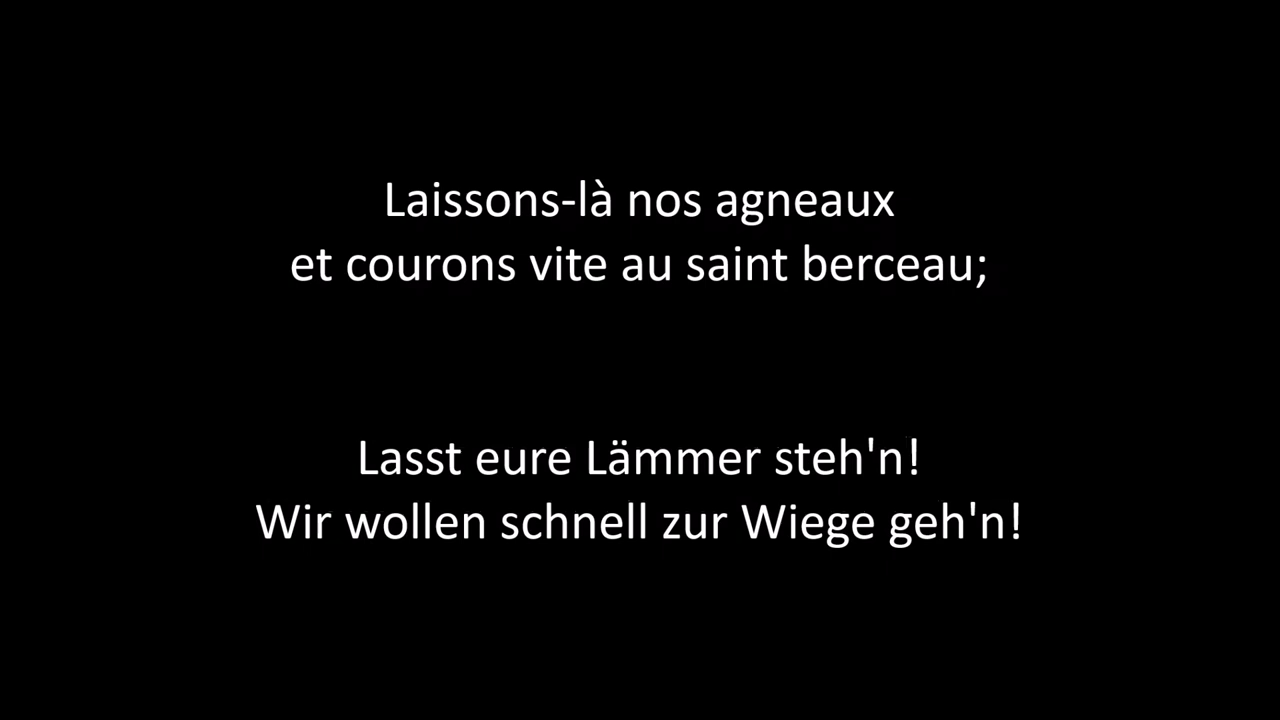 Laissons-là nos agneaux
et courons vite au saint berceau;
Lasst eure Lämmer steh'n!
Wir wollen schnell zur Wiege geh'n!